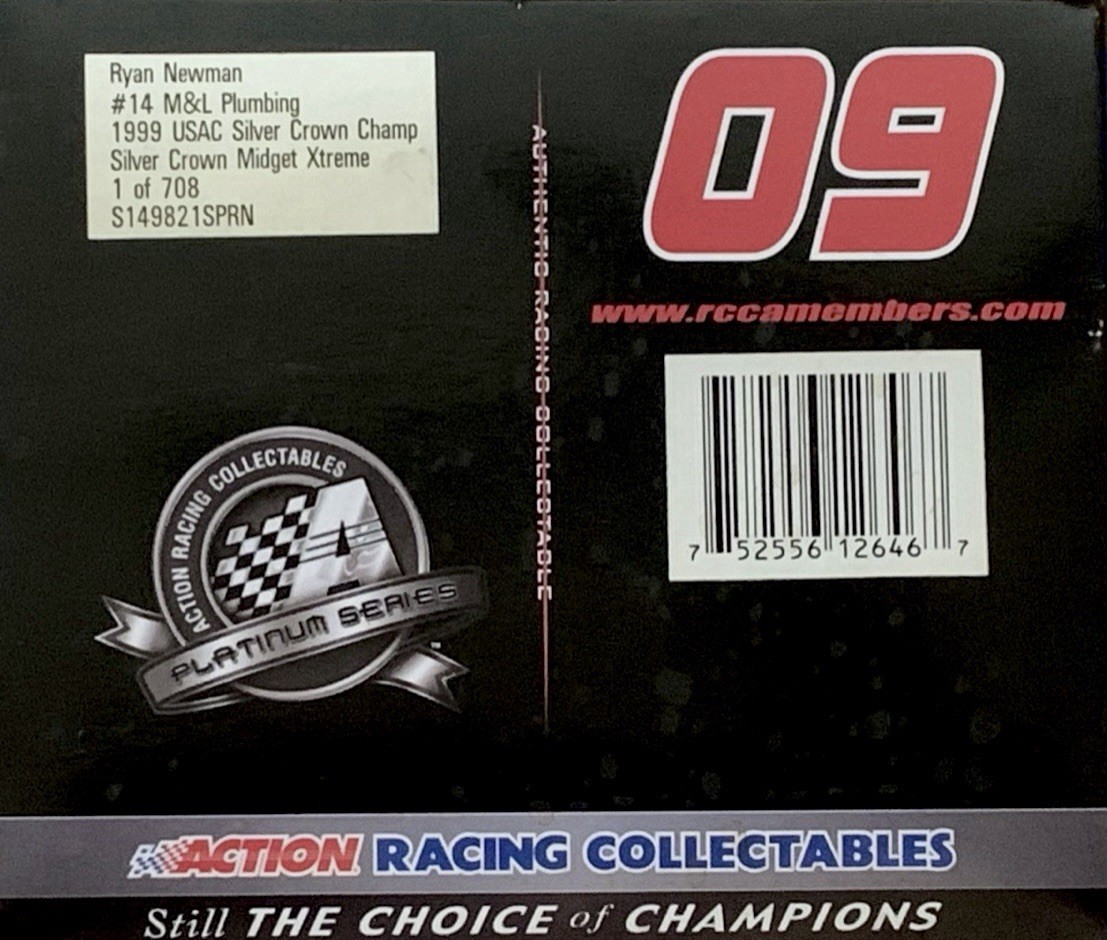 Ryan Newman
#14 M&L Plumbing
1999 USAC Silver Crown Champ
Silver Crown Midget Xtreme
1 of 708
S149821SPRN
AUTHENTIC RACING COLLECTABLE
09
www.rccamembers.com
7 52556 12646 7
ACTION RACING COLLECTABLES
A
PLATINUM SERIES
ACTION RACING COLLECTABLES
Still THE CHOICE of CHAMPIONS